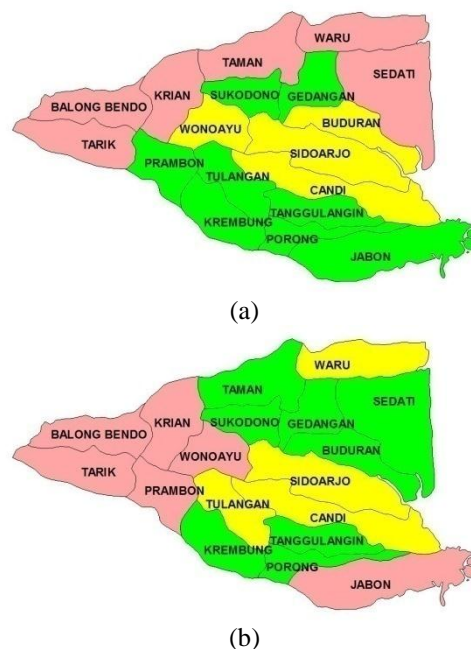 WARU
TAMAN
SEDATI
KRIAN
BALONG BENDO
SUKODONO
GEDANGAN
WONOAYU
BUDURAN
TARIK
SIDOARJO
PRAMBON
TULANGAN
CANDI
TANGGULANGIN
KREMBUNG
PORONG
JABON
(a)
WARU
TAMAN
SEDATI
KRIAN
SUKODONO
GEDANGAN
BALONG BENDO
BUDURAN
WONOAYU
TARIK
SIDOARJO
PRAMBON
TULANGAN
CANDI
TANGGULANGIN
KREMBUNG
PORONG
JABON
(b)